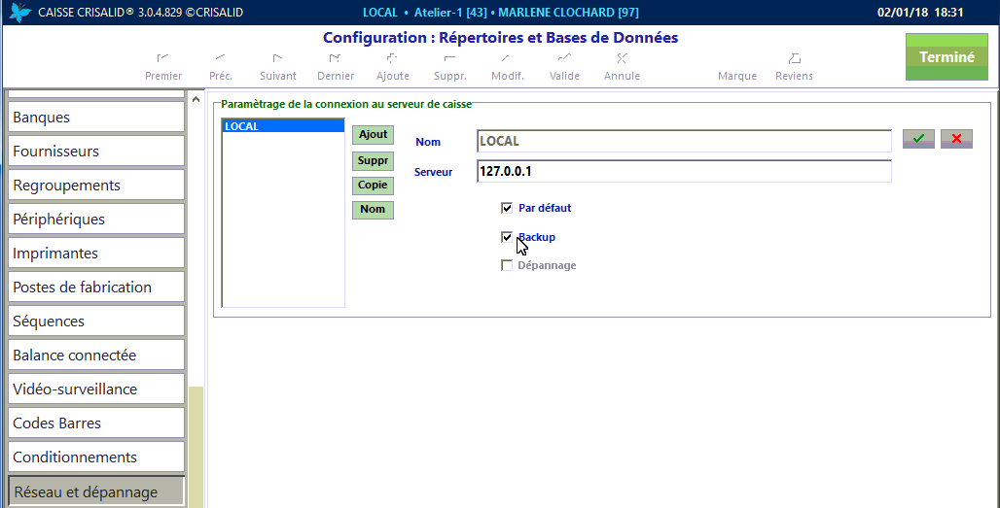 CAISSE CRISALID® 3.0.4.829 ©CRISALID LOCAL • Atelier-1 [43] • MARLENE CLOCHARD [97] 02/01/18 18:31
Configuration : Répertoires et Bases de Données
Premier Préc. Suivant Dernier Ajoute Suppr. Modif. Valide Annule Marque Reviens
Terminé
Banques
Fournisseurs
Regroupements
Périphériques
Imprimantes
Postes de fabrication
Séquences
Balance connectée
Vidéo-surveillance
Codes Barres
Conditionnements
Réseau et dépannage
Paramètrage de la connexion au serveur de caisse
LOCAL
Ajout
Suppr
Copie
Nom
Nom LOCAL
Serveur 127.0.0.1
Par défaut
Backup
Dépannage